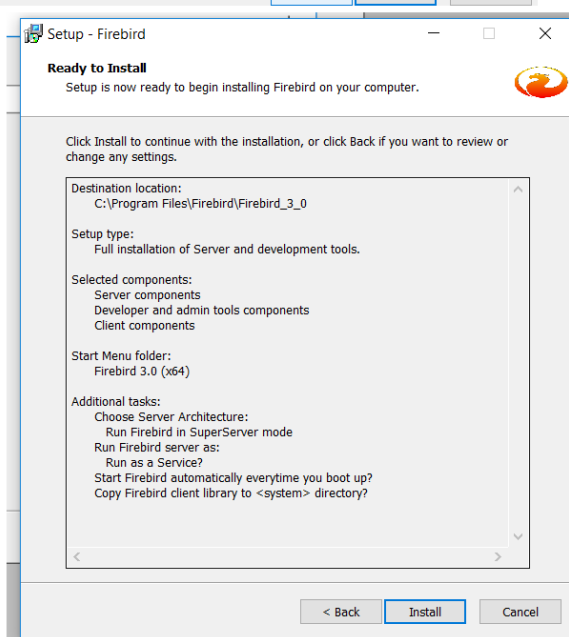 Setup - Firebird
Ready to Install
Setup is now ready to begin installing Firebird on your computer.
Click Install to continue with the installation, or click Back if you want to review or
change any settings.
Destination location:
C:\Program Files\Firebird\Firebird_3_0
Setup type:
Full installation of Server and development tools.
Selected components:
Server components
Developer and admin tools components
Client components
Start Menu folder:
Firebird 3.0 (x64)
Additional tasks:
Choose Server Architecture:
Run Firebird in SuperServer mode
Run Firebird server as:
Run as a Service?
Start Firebird automatically everytime you boot up?
Copy Firebird client library to <system> directory?
< Back
Install
Cancel